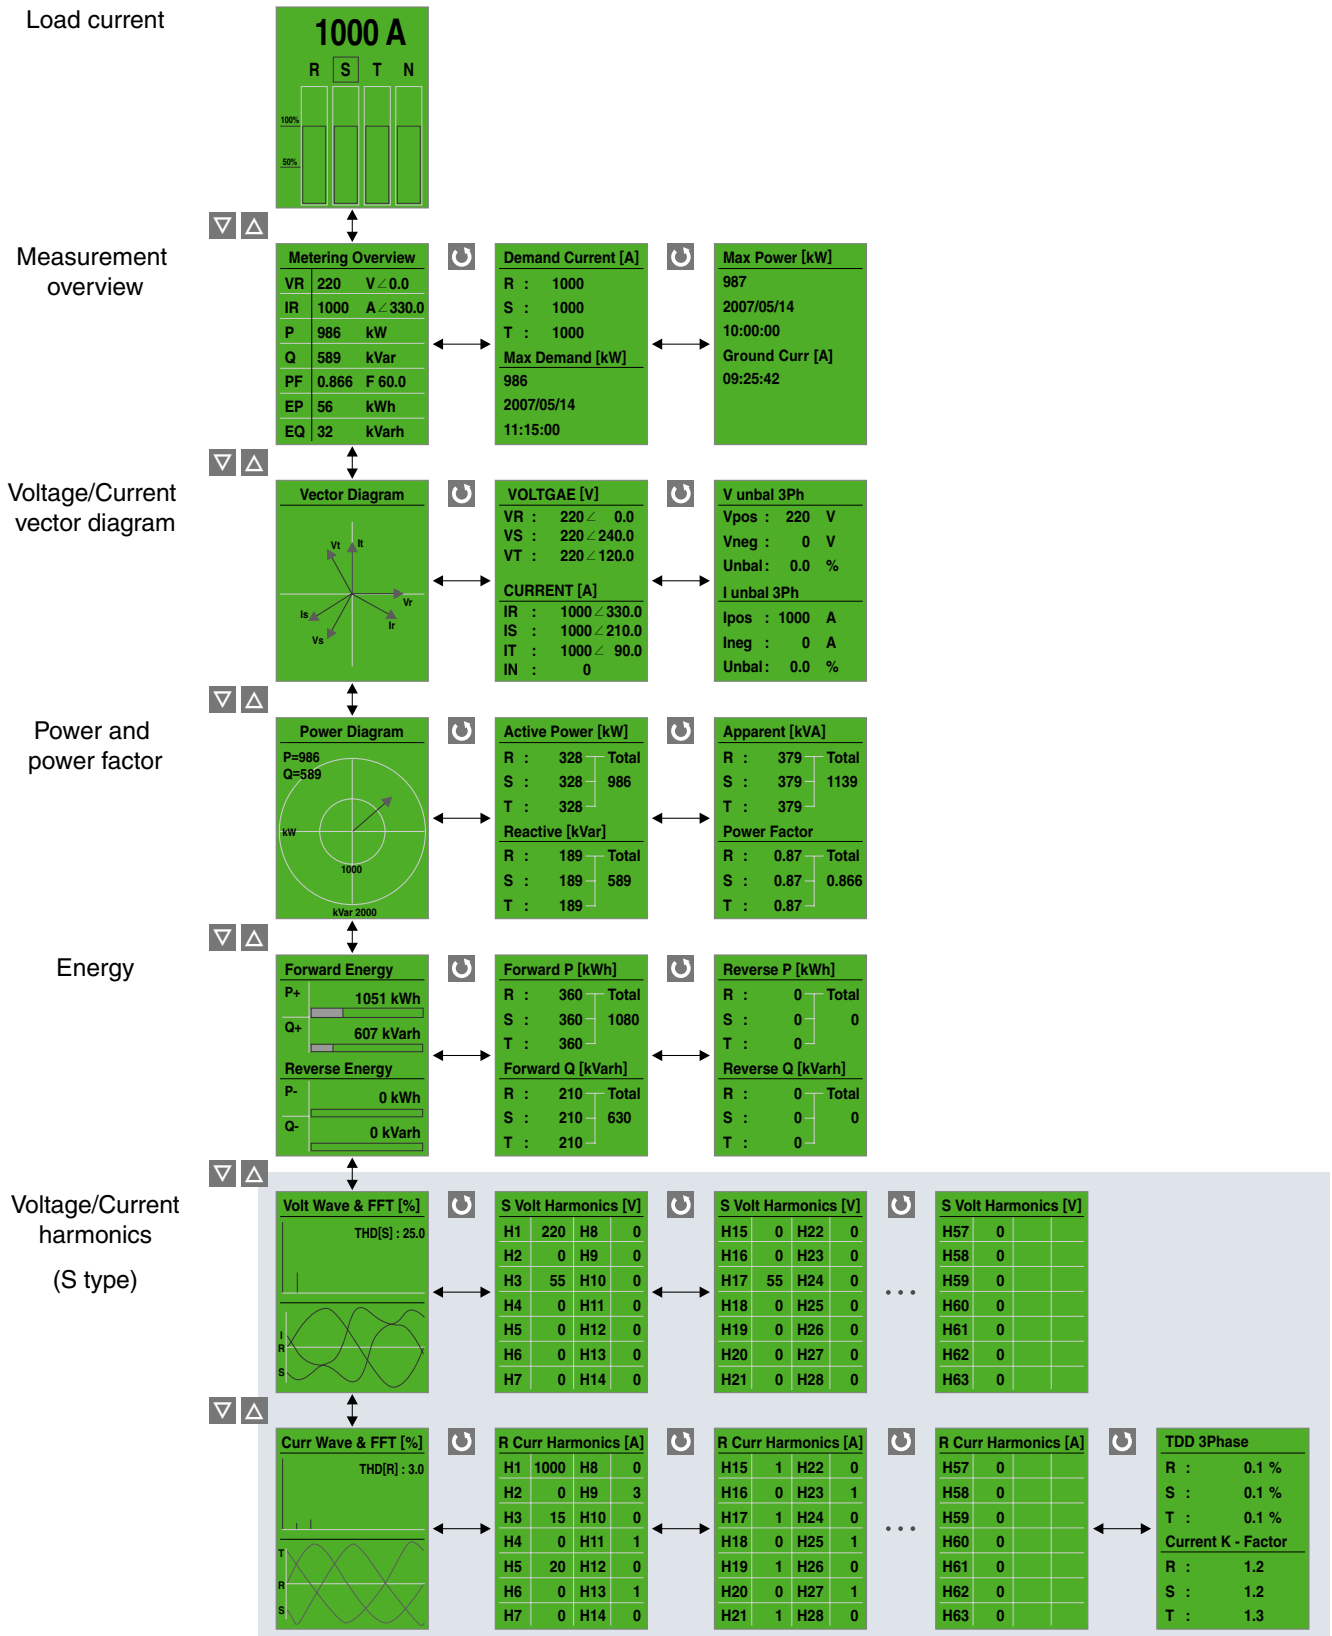 Load current
1000 A
R S T N
100%
50%
Measurement
overview
Metering Overview
VR 220 V∠0.0
IR 1000 A∠330.0
P 986 kW
Q 589 kVar
PF 0.866 F 60.0
EP 56 kWh
EQ 32 kVarh
Demand Current [A]
R : 1000
S : 1000
T : 1000
Max Demand [kW]
986
2007/05/14
11:15:00
Max Power [kW]
987
2007/05/14
10:00:00
Ground Curr [A]
09:25:42
Voltage/Current
vector diagram
Vector Diagram
Vt It
Vr
Is
Ir
Vs
VOLTGAE [V]
VR : 220∠ 0.0
VS : 220∠240.0
VT : 220∠120.0
CURRENT [A]
IR : 1000∠330.0
IS : 1000∠210.0
IT : 1000∠ 90.0
IN : 0
V unbal 3Ph
Vpos : 220 V
Vneg : 0 V
Unbal: 0.0 %
I unbal 3Ph
Ipos : 1000 A
Ineg : 0 A
Unbal: 0.0 %
Power and
power factor
Power Diagram
P=986
Q=589
kW
1000
kVar 2000
Active Power [kW]
R : 328 Total
S : 328 986
T : 328
Reactive [kVar]
R : 189 Total
S : 189 589
T : 189
Apparent [kVA]
R : 379 Total
S : 379 1139
T : 379
Power Factor
R : 0.87 Total
S : 0.87 0.866
T : 0.87
Energy
Forward Energy
P+ 1051 kWh
Q+ 607 kVarh
Reverse Energy
P- 0 kWh
Q- 0 kVarh
Forward P [kWh]
R : 360 Total
S : 360 1080
T : 360
Forward Q [kVarh]
R : 210 Total
S : 210 630
T : 210
Reverse P [kWh]
R : 0 Total
S : 0 0
T : 0
Reverse Q [kVarh]
R : 0 Total
S : 0 0
T : 0
Voltage/Current
harmonics
(S type)
Volt Wave & FFT [%]
THD[S] : 25.0
I
R
S
S Volt Harmonics [V]
H1 220 H8 0
H2 0 H9 0
H3 55 H10 0
H4 0 H11 0
H5 0 H12 0
H6 0 H13 0
H7 0 H14 0
S Volt Harmonics [V]
H15 0 H22 0
H16 0 H23 0
H17 55 H24 0
H18 0 H25 0
H19 0 H26 0
H20 0 H27 0
H21 0 H28 0
• • •
S Volt Harmonics [V]
H57 0
H58 0
H59 0
H60 0
H61 0
H62 0
H63 0
Curr Wave & FFT [%]
THD[R] : 3.0
T
R
S
R Curr Harmonics [A]
H1 1000 H8 0
H2 0 H9 3
H3 15 H10 0
H4 0 H11 1
H5 20 H12 0
H6 0 H13 1
H7 0 H14 0
R Curr Harmonics [A]
H15 1 H22 0
H16 0 H23 1
H17 1 H24 0
H18 0 H25 1
H19 1 H26 0
H20 0 H27 1
H21 1 H28 0
• • •
R Curr Harmonics [A]
H57 0
H58 0
H59 0
H60 0
H61 0
H62 0
H63 0
TDD 3Phase
R : 0.1 %
S : 0.1 %
T : 0.1 %
Current K - Factor
R : 1.2
S : 1.2
T : 1.3